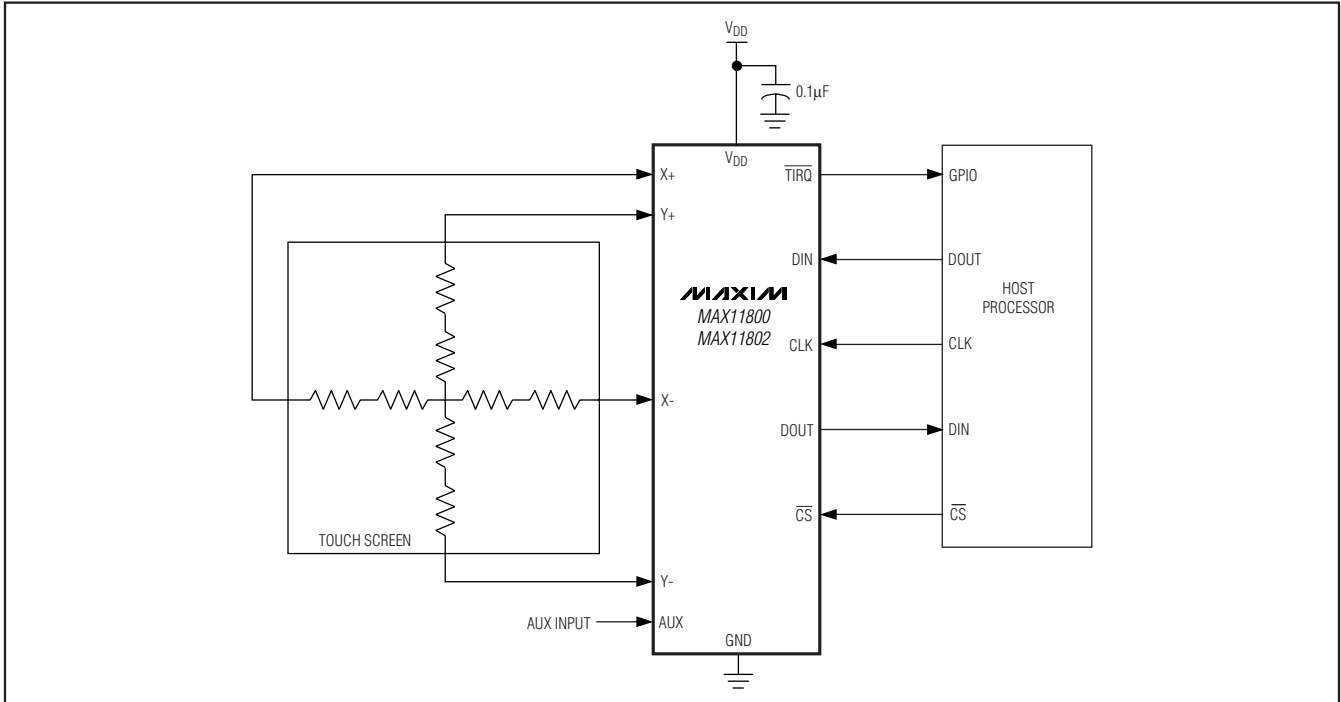 VDD
0.1μF
VDD
X+
Y+
X-
Y-
AUX INPUT
AUX
GND
TIRQ
DIN
CLK
DOUT
CS
MAXIM
MAX11800
MAX11802
GPIO
DOUT
CLK
DIN
CS
HOST
PROCESSOR
TOUCH SCREEN